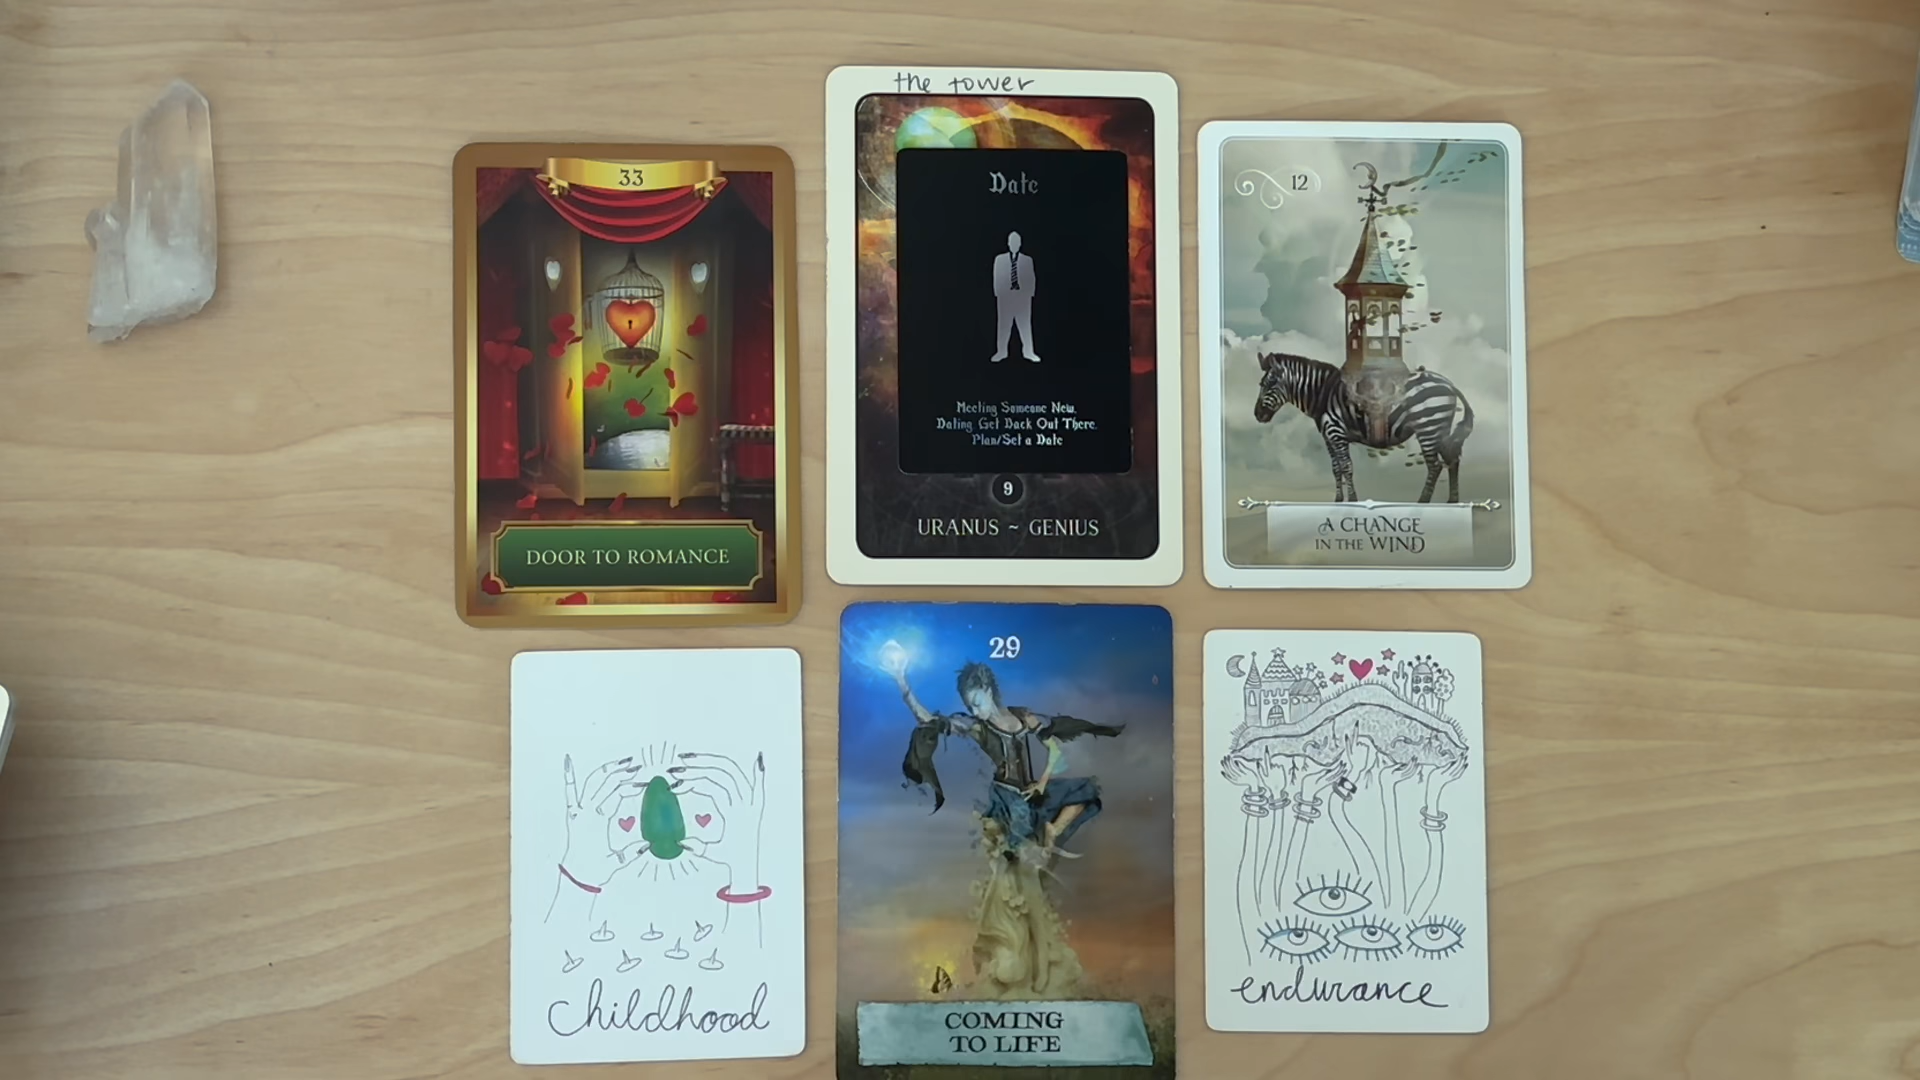 33
DOOR TO ROMANCE
the tower
Date
Meeting Someone New,
Dating, Get Back Out There,
Plan/Set a Date
9
URANUS ~ GENIUS
12
A CHANGE
IN THE WIND
childhood
29
COMING
TO LIFE
endurance